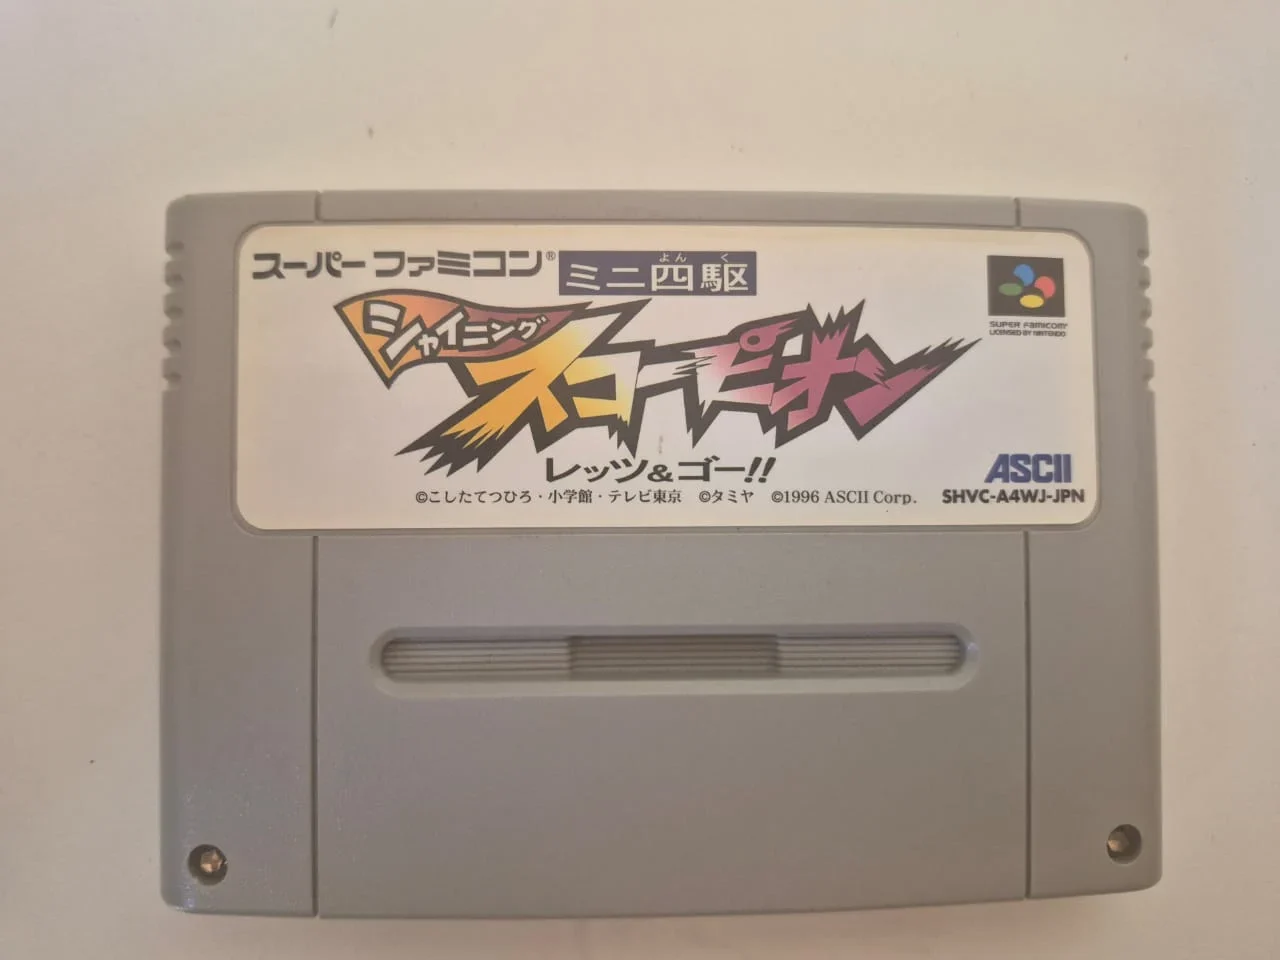 スーパーファミコン®
ミニ四駆
よんく
シャイニング
スコーピオン
レッツ&ゴー!!
SUPER FAMICOM
LICENSED BY NINTENDO
ASCII
SHVC-A4WJ-JPN
©こしたてつひろ・小学館・テレビ東京 ©タミヤ ©1996 ASCII Corp.